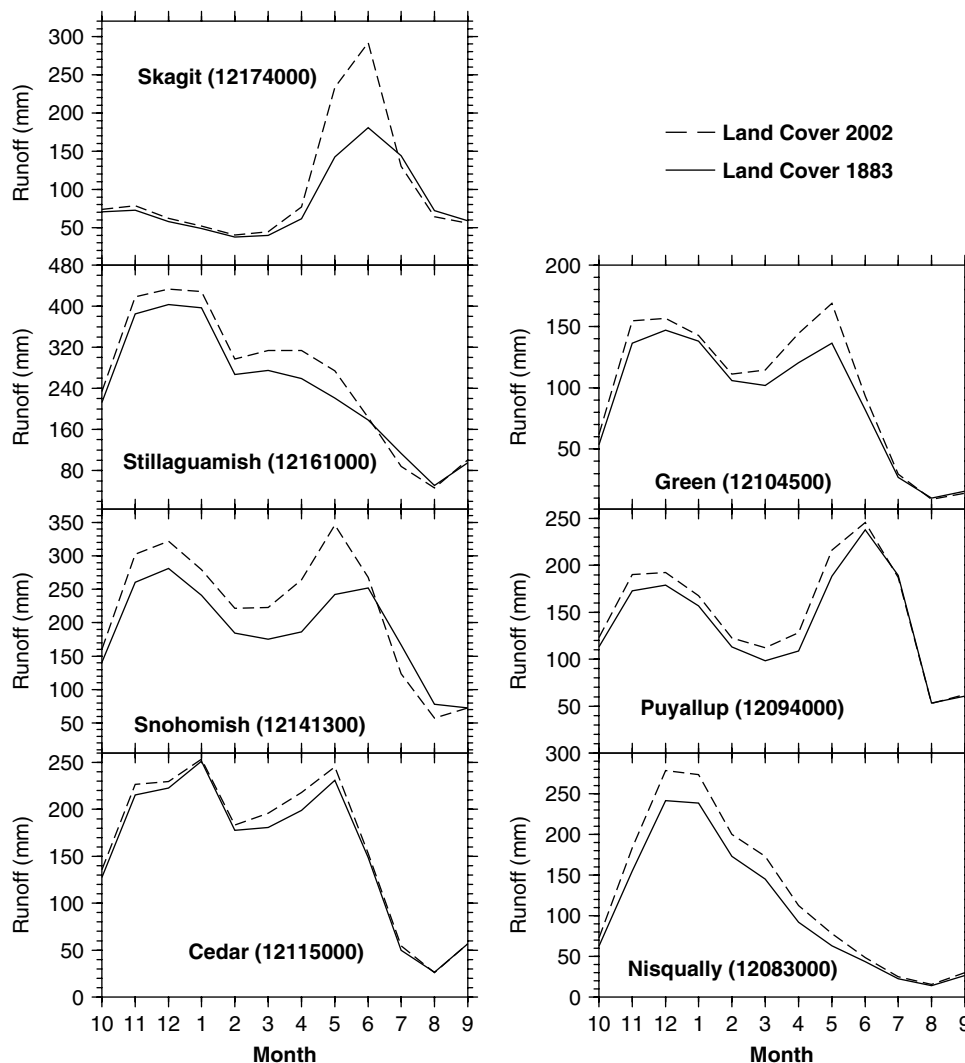 300
250
200
150
100
50
Runoff (mm)
Skagit (12174000)
Land Cover 2002
Land Cover 1883
480
400
320
240
160
80
Runoff (mm)
Stillaguamish (12161000)
200
150
100
50
Runoff (mm)
Green (12104500)
350
300
250
200
150
100
50
Runoff (mm)
Snohomish (12141300)
250
200
150
100
50
Runoff (mm)
Puyallup (12094000)
250
200
150
100
50
0
Runoff (mm)
Cedar (12115000)
10 11 12 1 2 3 4 5 6 7 8 9
Month
300
250
200
150
100
50
0
Runoff (mm)
Nisqually (12083000)
10 11 12 1 2 3 4 5 6 7 8 9
Month